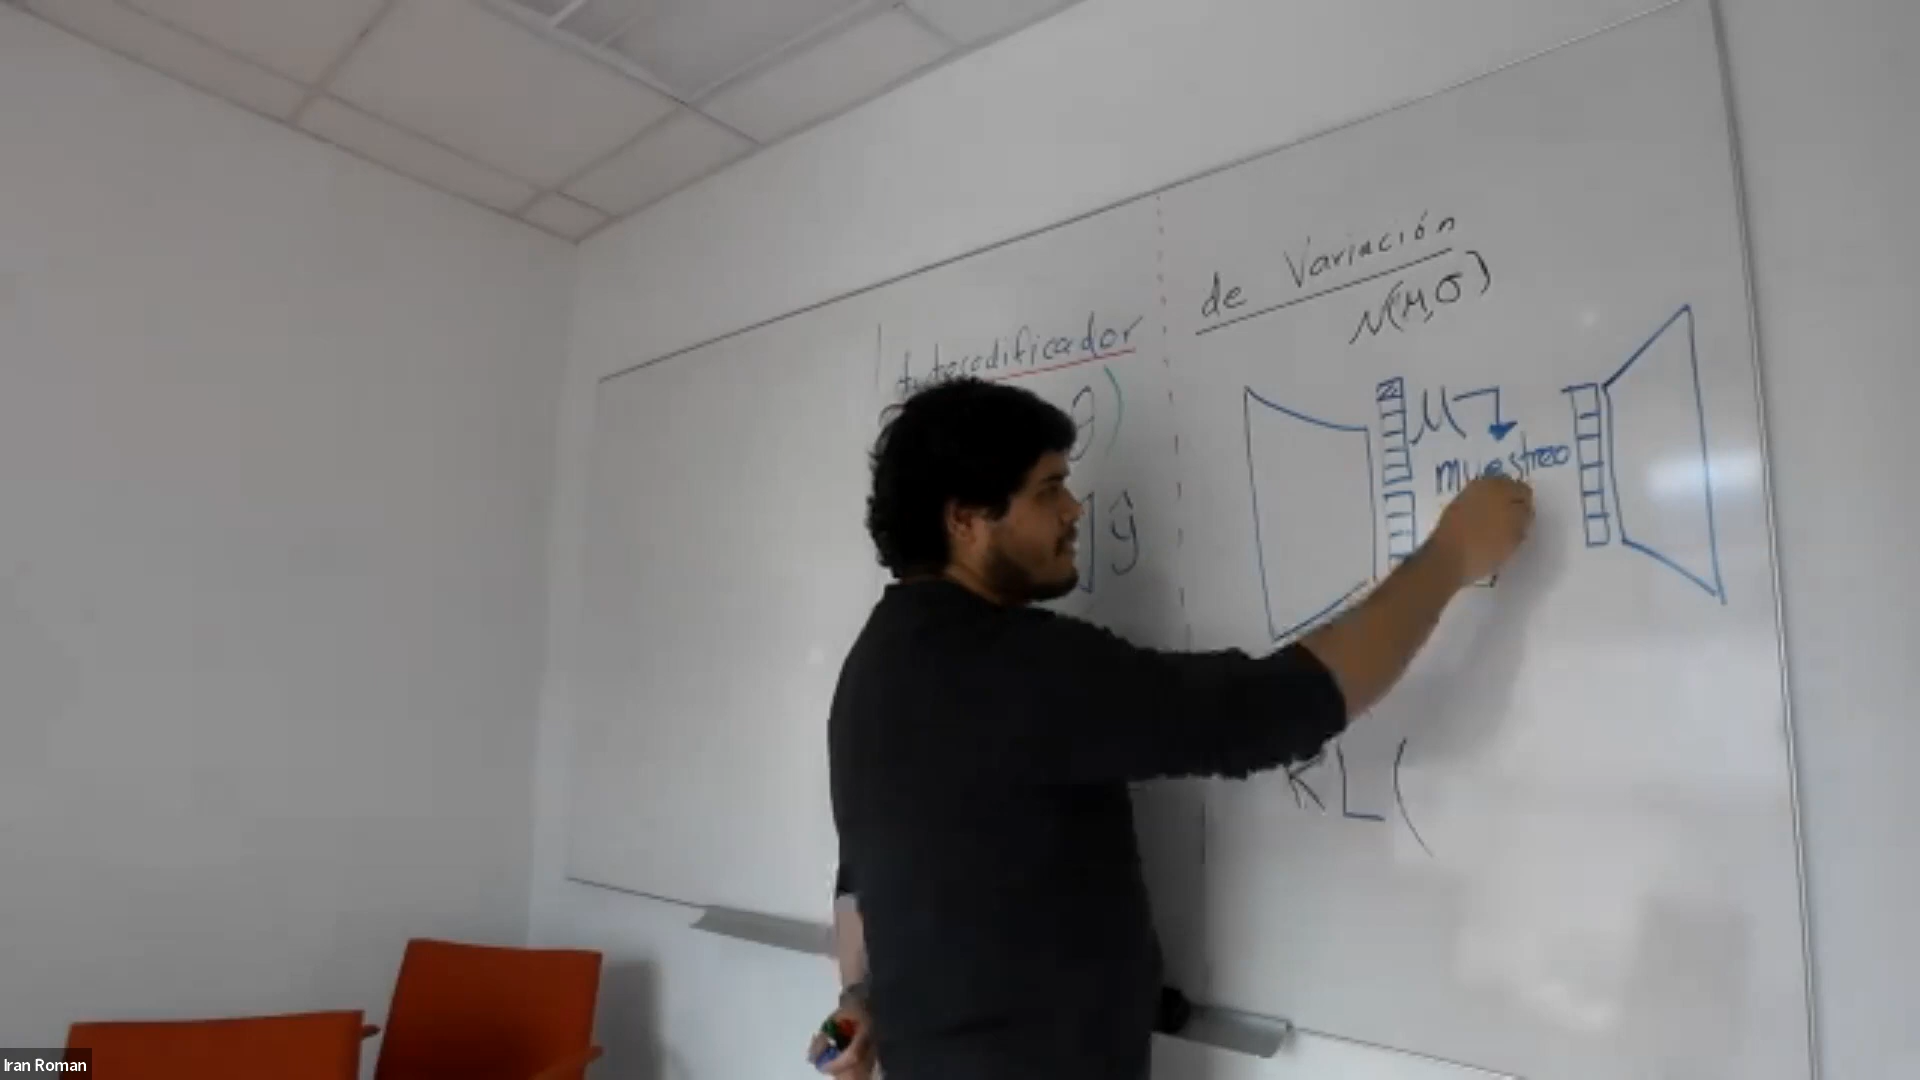 Autocodificador
ŷ
de Variación
N(μ,σ)
μ
muestreo
KL(
Iran Roman